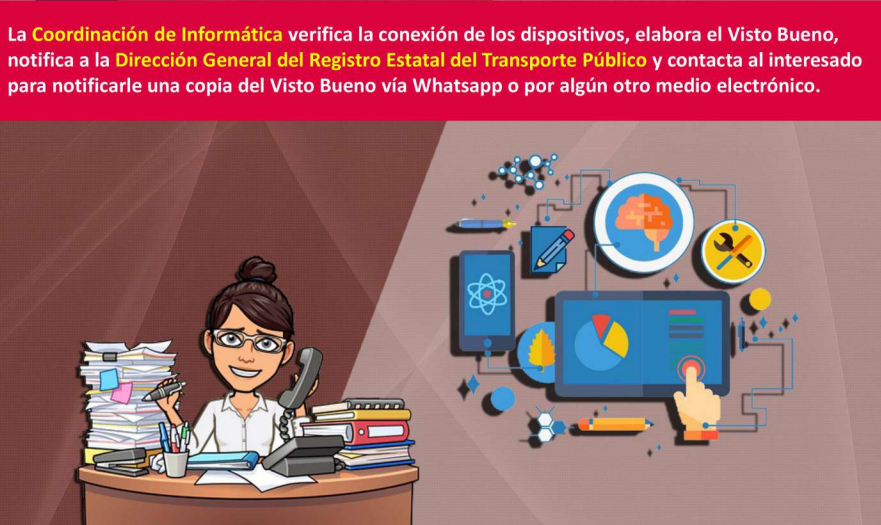 La Coordinación de Informática verifica la conexión de los dispositivos, elabora el Visto Bueno,
notifica a la Dirección General del Registro Estatal del Transporte Público y contacta al interesado
para notificarle una copia del Visto Bueno vía Whatsapp o por algún otro medio electrónico.